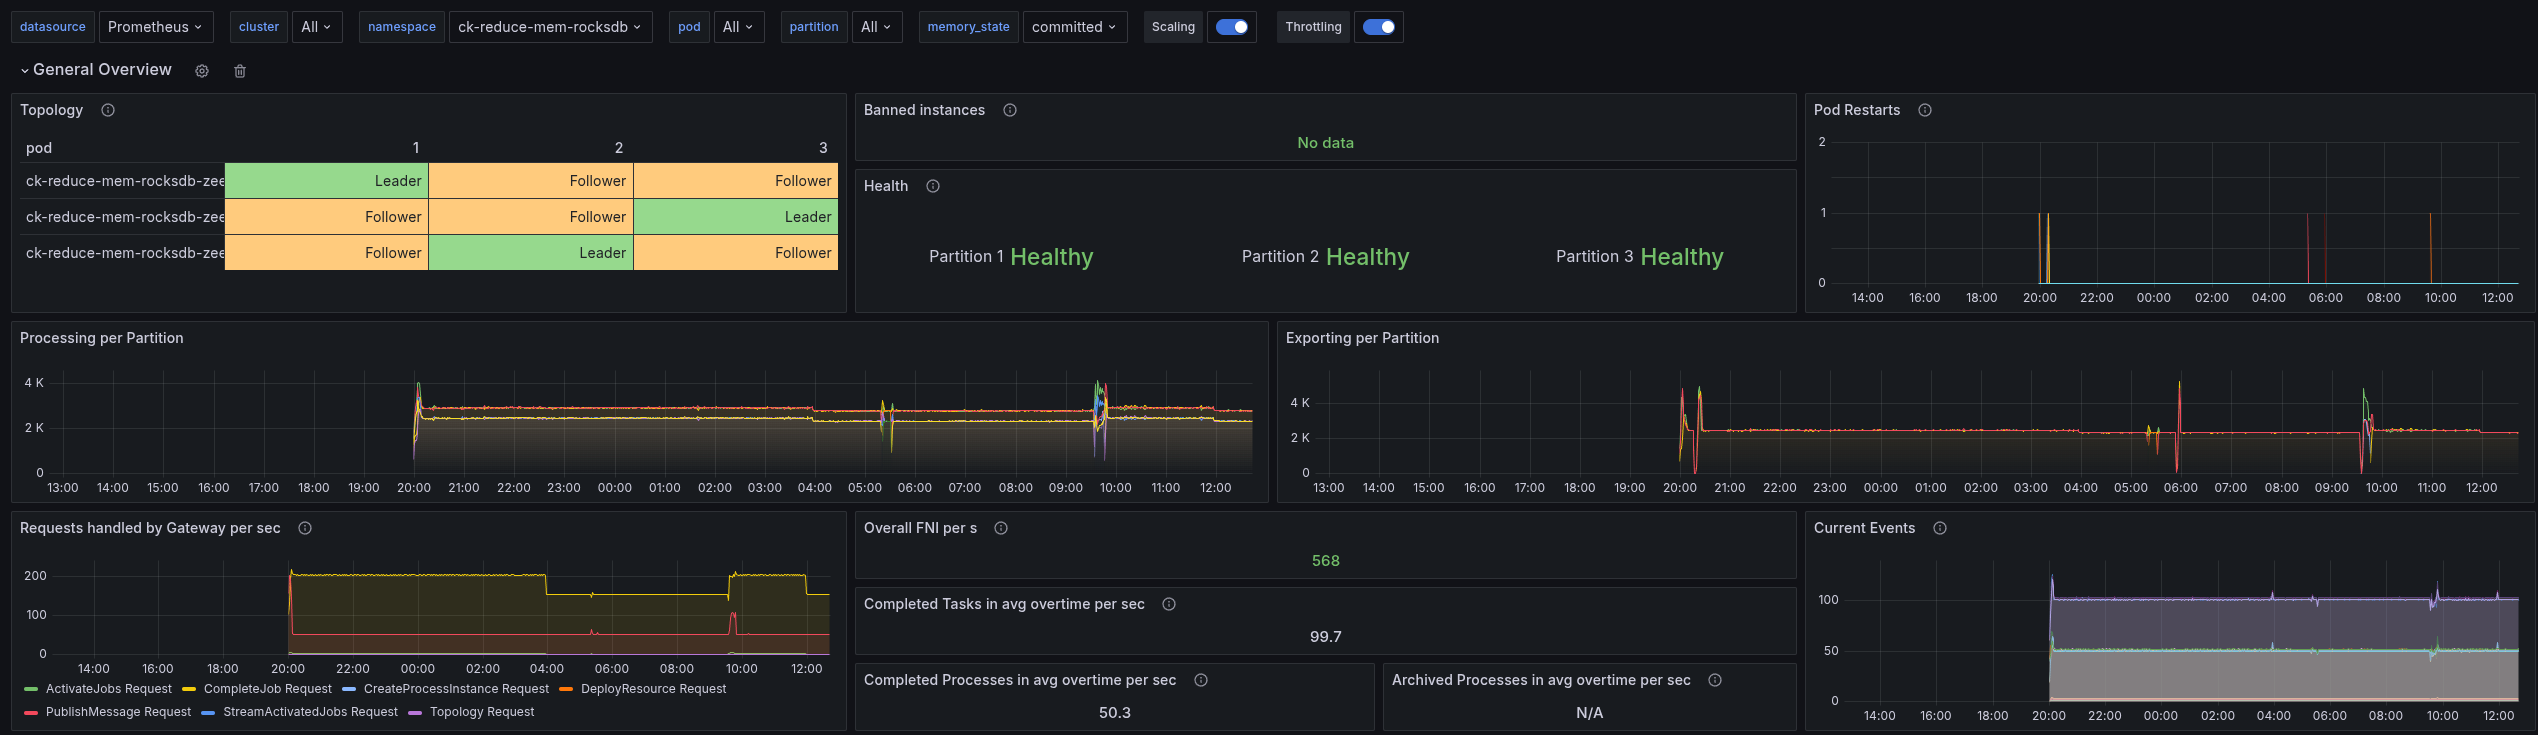 datasource Prometheus cluster All namespace ck-reduce-mem-rocksdb pod All partition All memory_state committed Scaling Throttling
General Overview
Topology
pod 1 2 3
ck-reduce-mem-rocksdb-zee Leader Follower Follower
ck-reduce-mem-rocksdb-zee Follower Follower Leader
ck-reduce-mem-rocksdb-zee Follower Leader Follower
Banned instances
No data
Health
Partition 1 Healthy Partition 2 Healthy Partition 3 Healthy
Pod Restarts
2
1
0
14:00 16:00 18:00 20:00 22:00 00:00 02:00 04:00 06:00 08:00 10:00 12:00
Processing per Partition
4 K
2 K
0
13:00 14:00 15:00 16:00 17:00 18:00 19:00 20:00 21:00 22:00 23:00 00:00 01:00 02:00 03:00 04:00 05:00 06:00 07:00 08:00 09:00 10:00 11:00 12:00
Exporting per Partition
4 K
2 K
0
13:00 14:00 15:00 16:00 17:00 18:00 19:00 20:00 21:00 22:00 23:00 00:00 01:00 02:00 03:00 04:00 05:00 06:00 07:00 08:00 09:00 10:00 11:00 12:00
Requests handled by Gateway per sec
200
100
0
14:00 16:00 18:00 20:00 22:00 00:00 02:00 04:00 06:00 08:00 10:00 12:00
ActivateJobs Request CompleteJob Request CreateProcessInstance Request DeployResource Request
PublishMessage Request StreamActivatedJobs Request Topology Request
Overall FNI per s
568
Completed Tasks in avg overtime per sec
99.7
Completed Processes in avg overtime per sec
50.3
Archived Processes in avg overtime per sec
N/A
Current Events
100
50
0
14:00 16:00 18:00 20:00 22:00 00:00 02:00 04:00 06:00 08:00 10:00 12:00